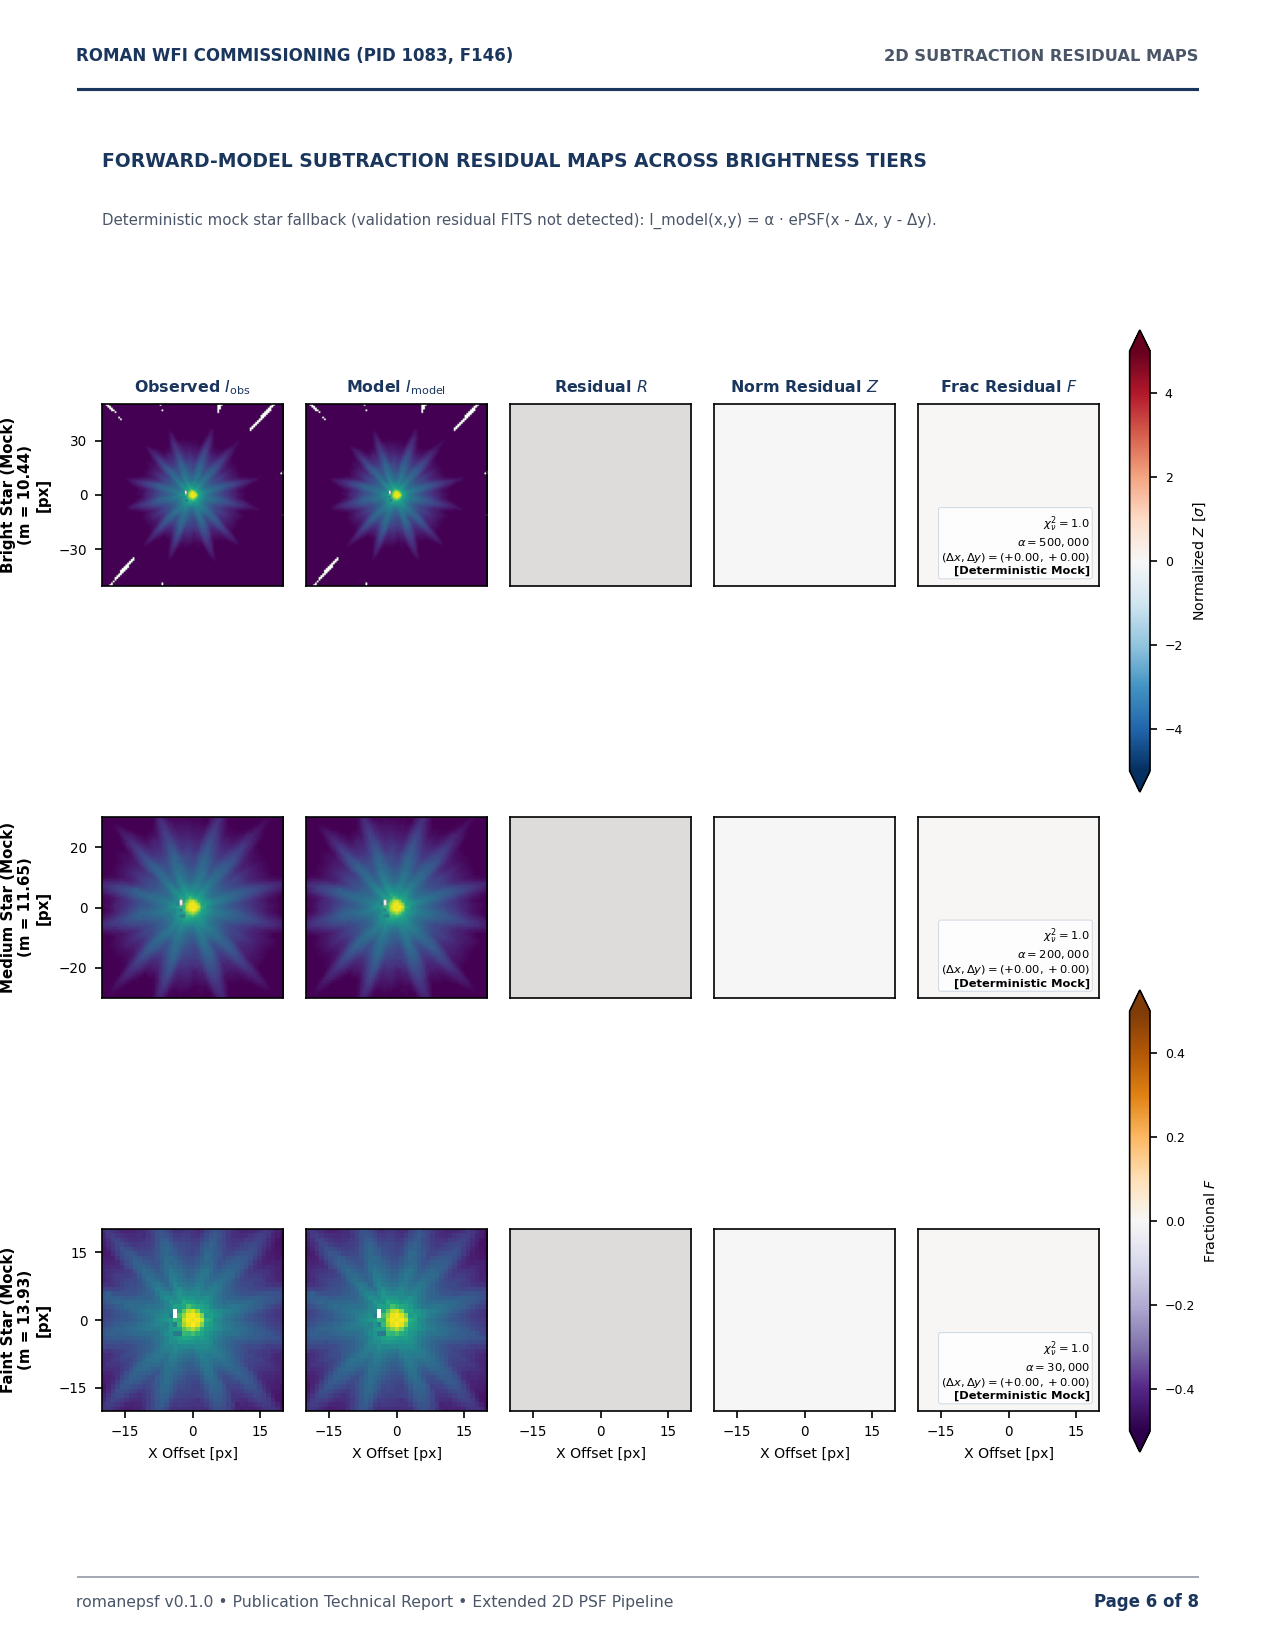 ROMAN WFI COMMISSIONING (PID 1083, F146)
2D SUBTRACTION RESIDUAL MAPS
FORWARD-MODEL SUBTRACTION RESIDUAL MAPS ACROSS BRIGHTNESS TIERS
Deterministic mock star fallback (validation residual FITS not detected): I_model(x,y) = α · ePSF(x - Δx, y - Δy).
Observed I_obs
Model I_model
Residual R
Norm Residual Z
Frac Residual F
Bright Star (Mock)
(m = 10.44)
[px]
30
0
−30
χ²ᵥ = 1.0
α = 500,000
(Δx, Δy) = (+0.00, +0.00)
[Deterministic Mock]
4
2
0
−2
−4
Normalized Z [σ]
Medium Star (Mock)
(m = 11.65)
[px]
20
0
−20
χ²ᵥ = 1.0
α = 200,000
(Δx, Δy) = (+0.00, +0.00)
[Deterministic Mock]
0.4
0.2
0.0
−0.2
−0.4
Fractional F
Faint Star (Mock)
(m = 13.93)
[px]
15
0
−15
χ²ᵥ = 1.0
α = 30,000
(Δx, Δy) = (+0.00, +0.00)
[Deterministic Mock]
−15 0 15 −15 0 15 −15 0 15 −15 0 15 −15 0 15
X Offset [px] X Offset [px] X Offset [px] X Offset [px] X Offset [px]
romanepsf v0.1.0 • Publication Technical Report • Extended 2D PSF Pipeline
Page 6 of 8